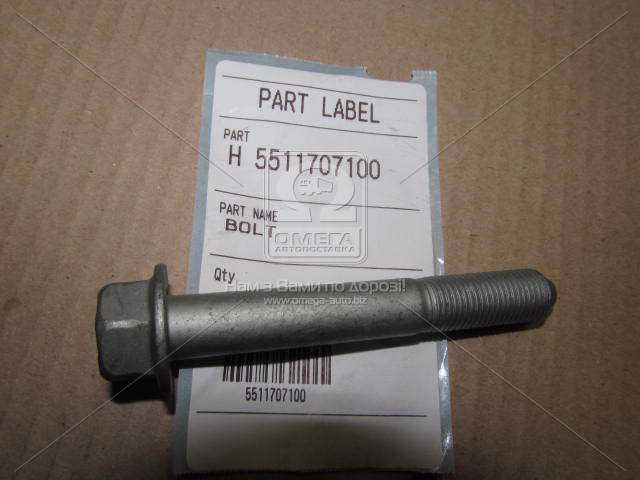 PART LABEL
PART
H 5511707100
PART NAME
BOLT
ОМЕГА
АВТОПОСТАВКА
Qty
Нам з Вами по дорозі!
www.omega-auto.biz
5511707100